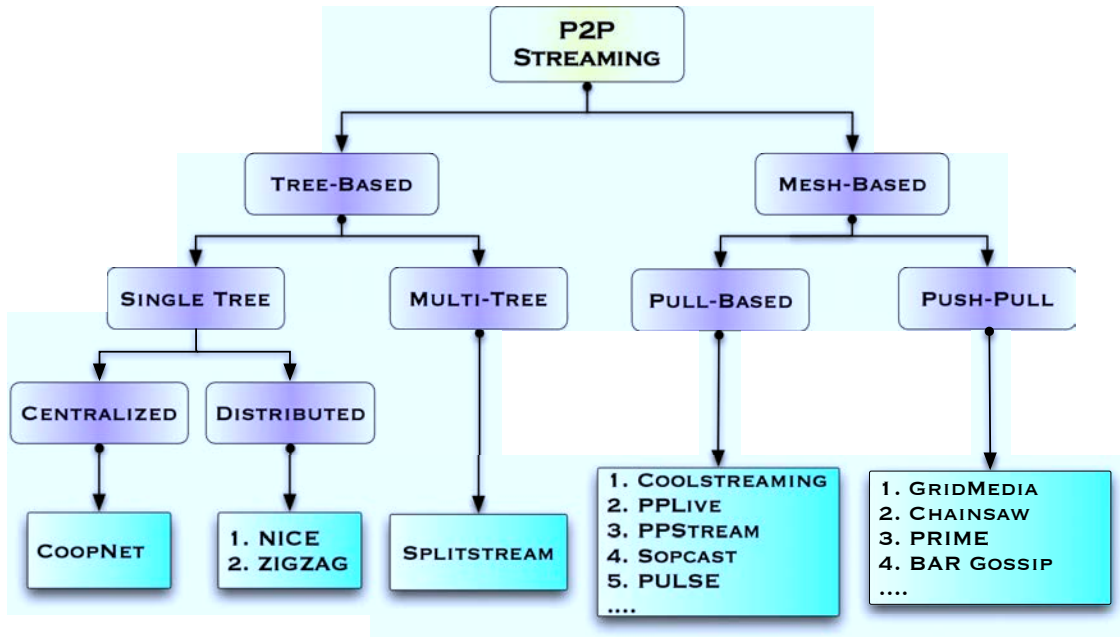 P2P
STREAMING
TREE-BASED
MESH-BASED
SINGLE TREE
MULTI-TREE
PULL-BASED
PUSH-PULL
CENTRALIZED
DISTRIBUTED
COOPNET
1. NICE
2. ZIGZAG
SPLITSTREAM
1. COOLSTREAMING
2. PPLIVE
3. PPSTREAM
4. SOPCAST
5. PULSE
....
1. GRIDMEDIA
2. CHAINSAW
3. PRIME
4. BAR GOSSIP
....